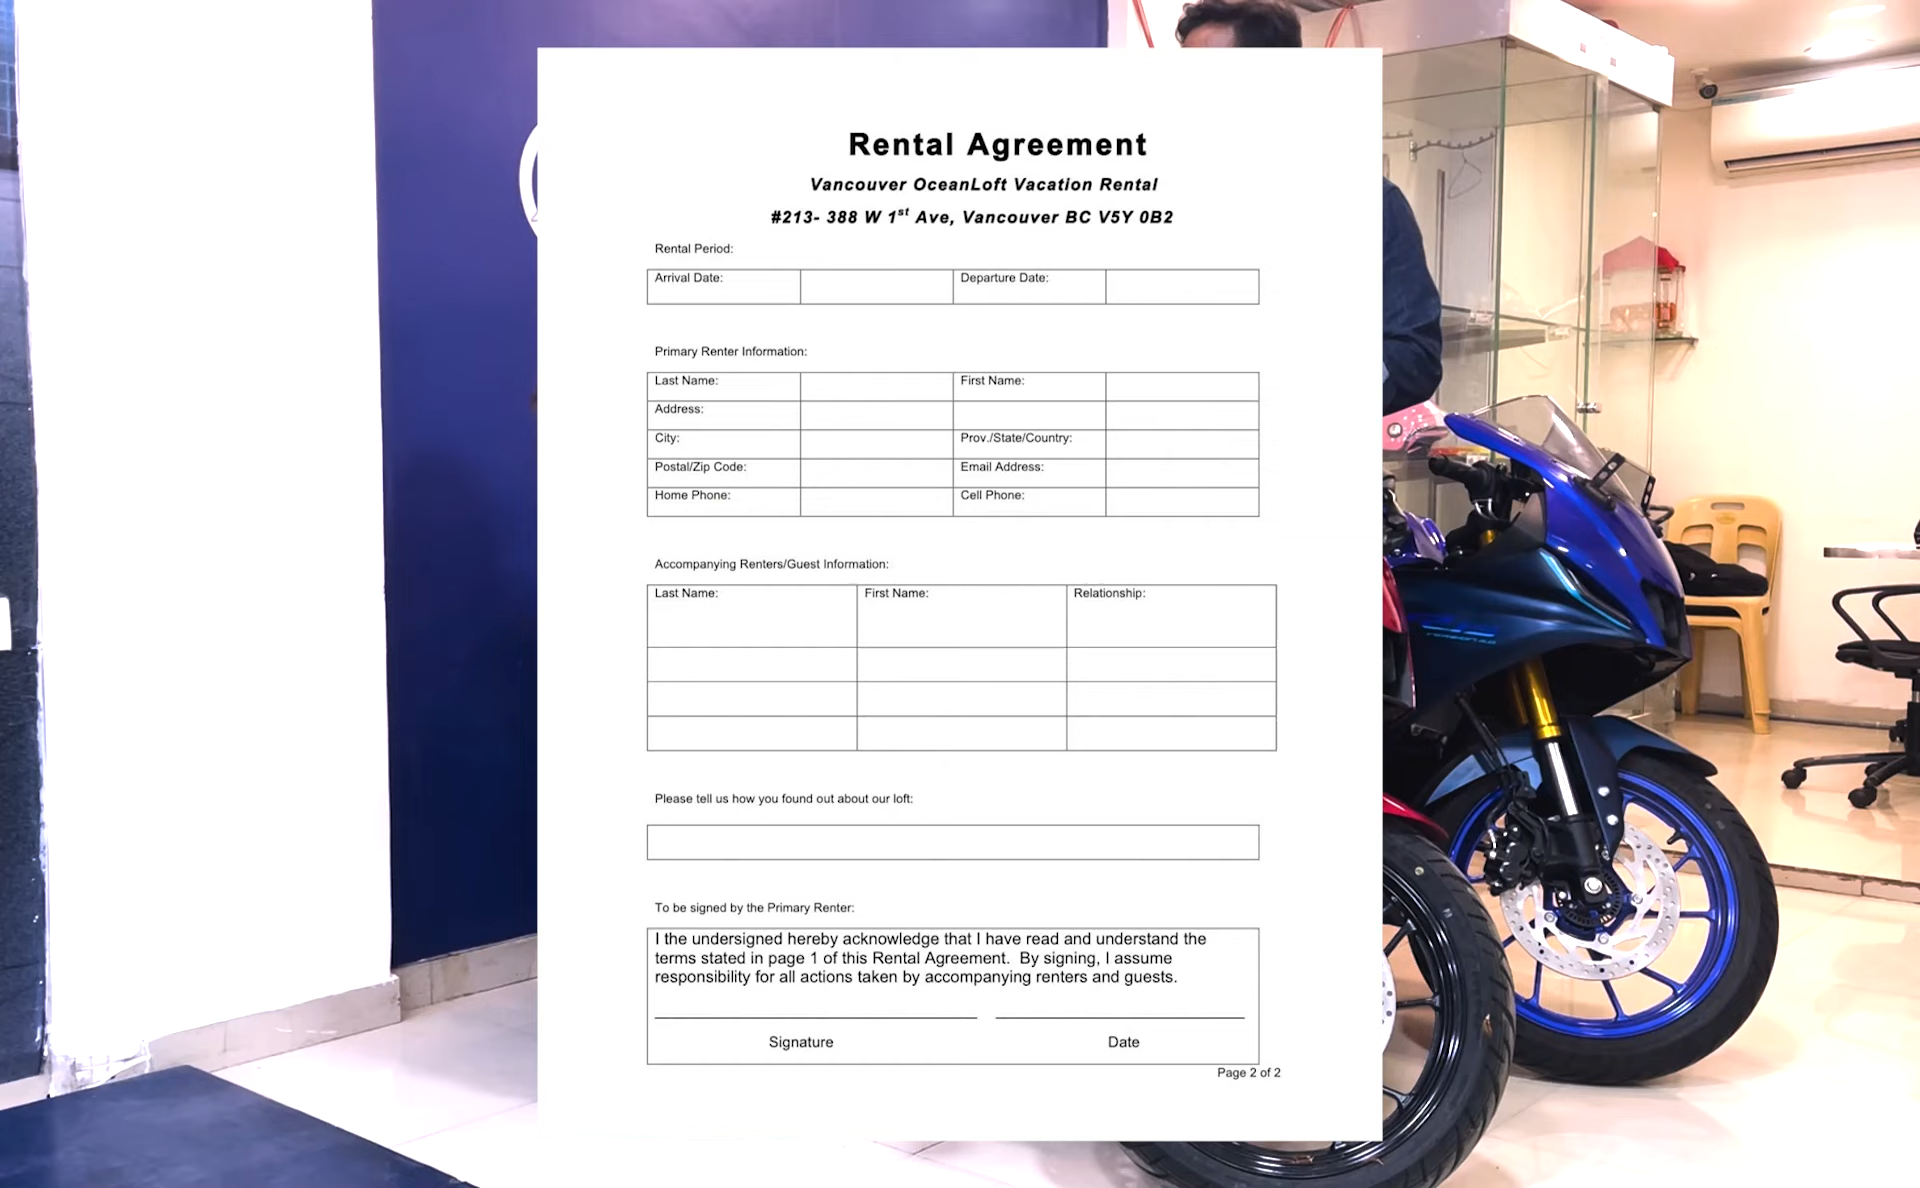 Rental Agreement
Vancouver OceanLoft Vacation Rental
#213- 388 W 1st Ave, Vancouver BC V5Y 0B2
Rental Period:
Arrival Date: Departure Date:
Primary Renter Information:
Last Name: First Name:
Address:
City: Prov./State/Country:
Postal/Zip Code: Email Address:
Home Phone: Cell Phone:
Accompanying Renters/Guest Information:
Last Name: First Name: Relationship:
Please tell us how you found out about our loft:
To be signed by the Primary Renter:
I the undersigned hereby acknowledge that I have read and understand the
terms stated in page 1 of this Rental Agreement.  By signing, I assume
responsibility for all actions taken by accompanying renters and guests.
Signature Date
Page 2 of 2